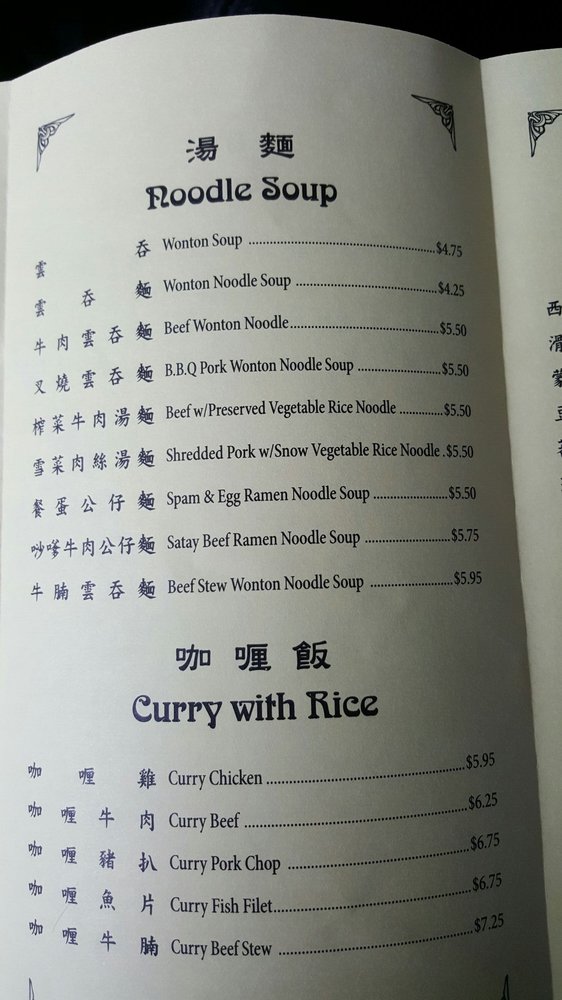 湯 麵
Noodle Soup
雲 吞 Wonton Soup $4.75
雲 吞 麵 Wonton Noodle Soup $4.25
牛肉雲吞麵 Beef Wonton Noodle $5.50
叉燒雲吞麵 B.B.Q Pork Wonton Noodle Soup $5.50
榨菜牛肉湯麵 Beef w/Preserved Vegetable Rice Noodle $5.50
雪菜肉絲湯麵 Shredded Pork w/Snow Vegetable Rice Noodle $5.50
餐蛋公仔麵 Spam & Egg Ramen Noodle Soup $5.50
沙嗲牛肉公仔麵 Satay Beef Ramen Noodle Soup $5.75
牛腩雲吞麵 Beef Stew Wonton Noodle Soup $5.95
咖喱飯
Curry with Rice
咖喱雞 Curry Chicken $5.95
咖喱牛肉 Curry Beef $6.25
咖喱豬扒 Curry Pork Chop $6.75
咖喱魚片 Curry Fish Filet $6.75
咖喱牛腩 Curry Beef Stew $7.25
西
滑
蒙